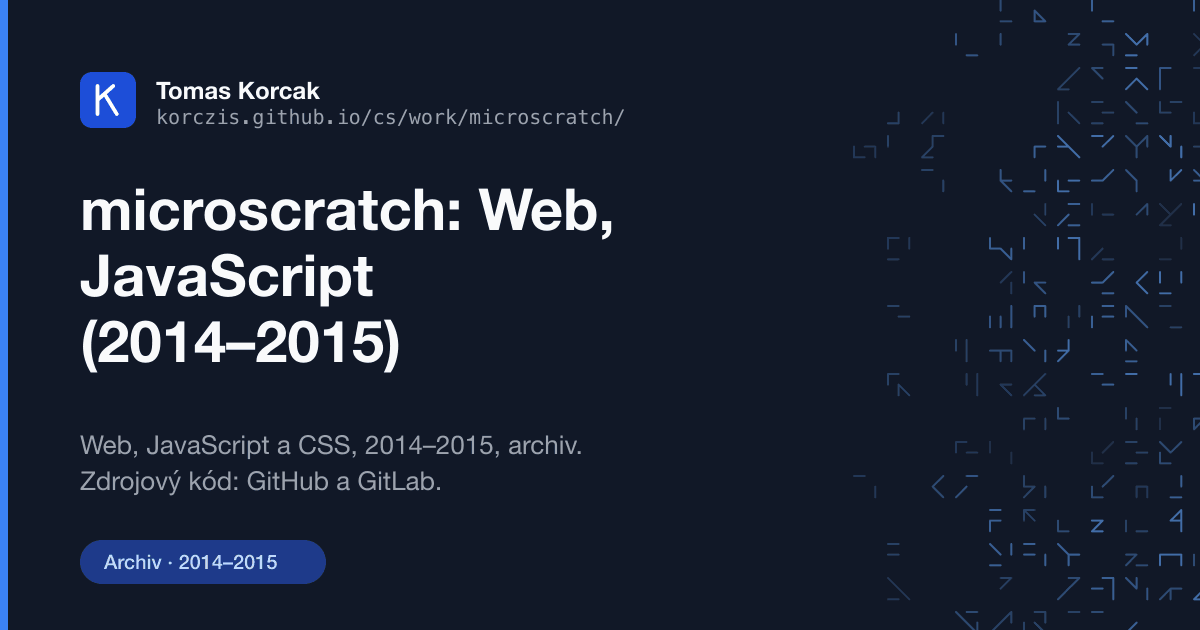 K
Tomas Korcak
korczis.github.io/cs/work/microscratch/
microscratch: Web,
JavaScript
(2014–2015)
Web, JavaScript a CSS, 2014–2015, archiv.
Zdrojový kód: GitHub a GitLab.
Archiv · 2014–2015